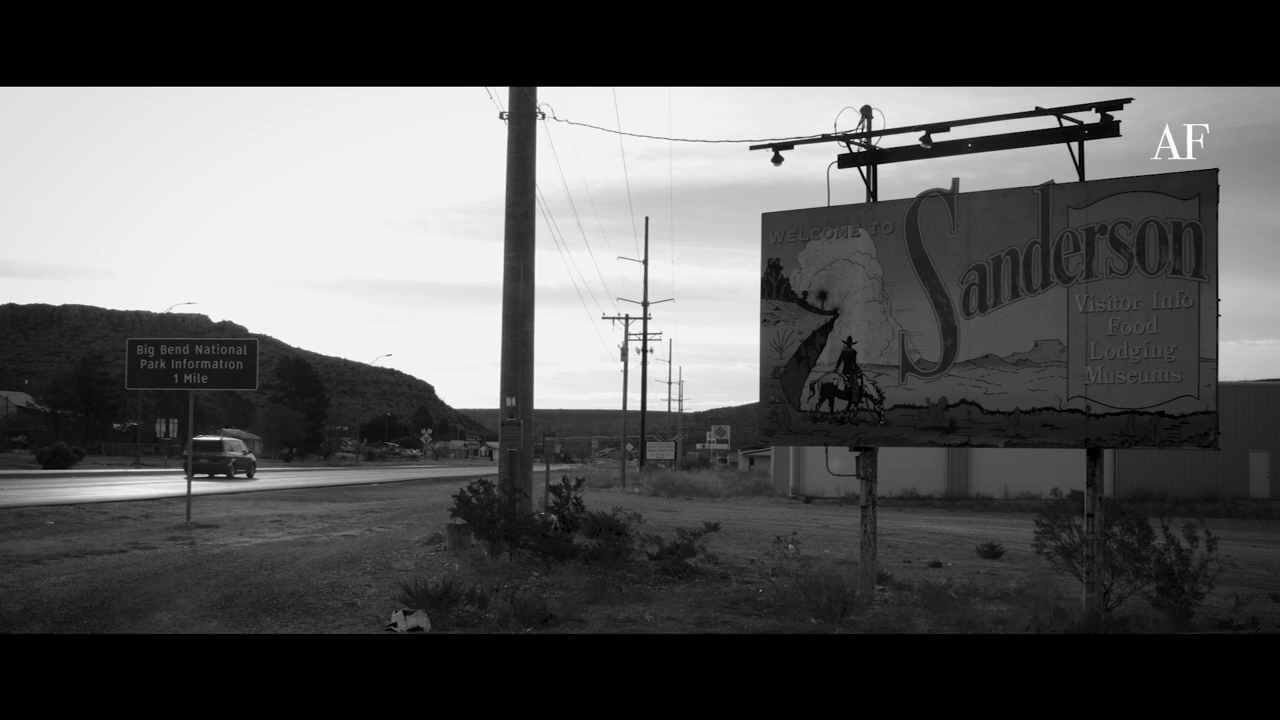 AF
WELCOME TO
Sanderson
Visitor Info
Food
Lodging
Museums
Big Bend National
Park Information
1 Mile